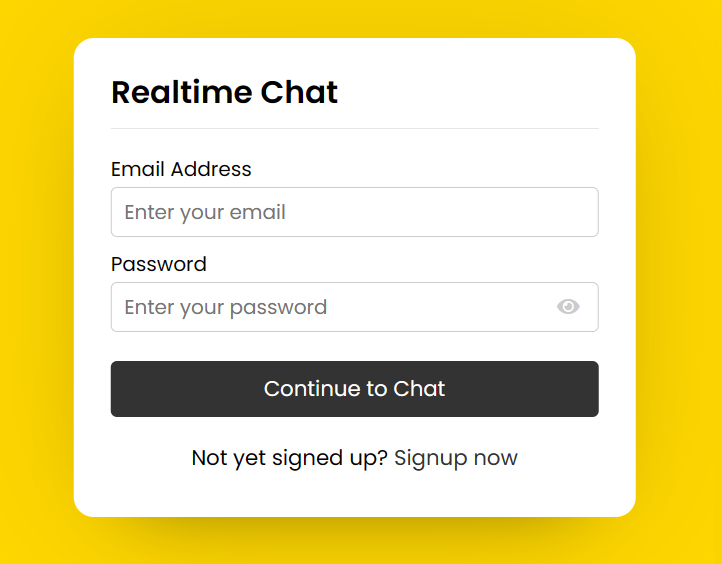 Realtime Chat
Email Address
Enter your email
Password
Enter your password
Continue to Chat
Not yet signed up? Signup now